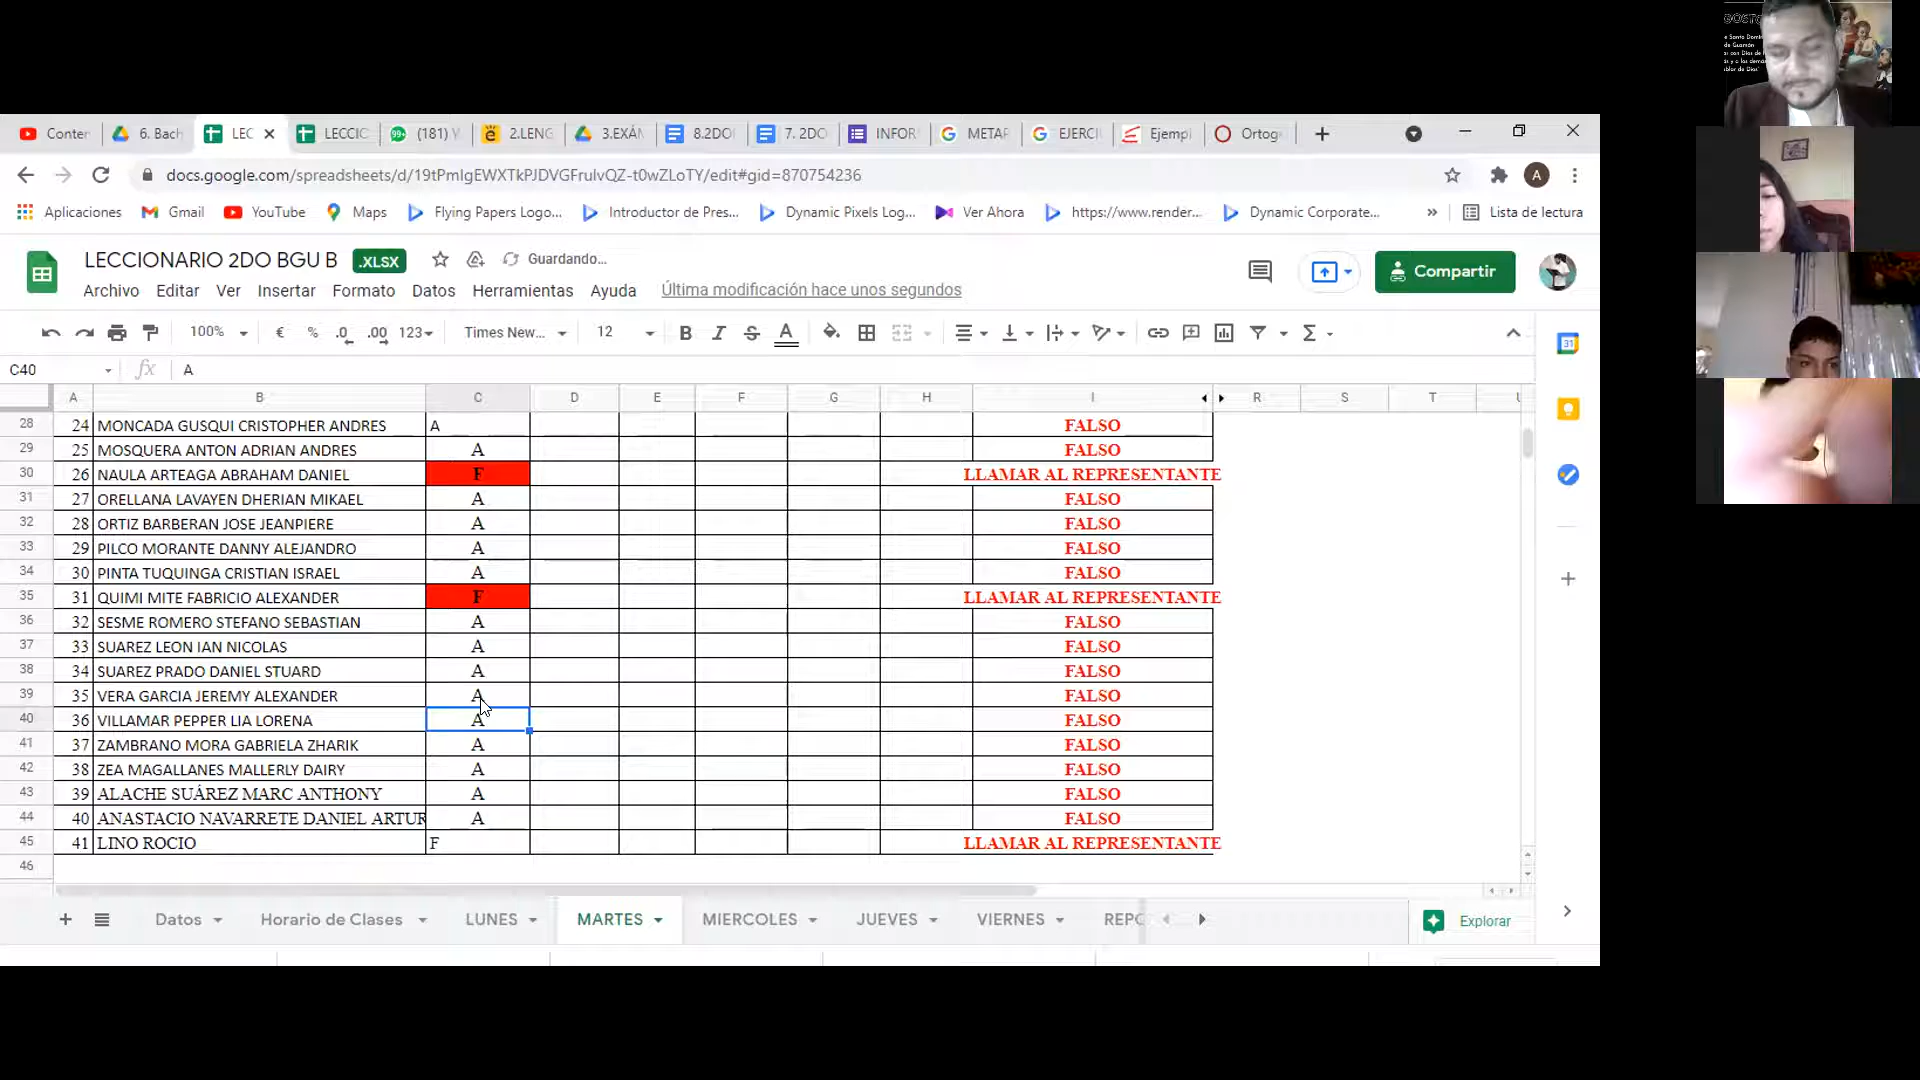 Conter
6. Bach
LEC
LECCIC
(181)
2.LENG
3.EXÁN
8.2DO
7. 2DO
INFOR
METAF
EJERCI
Ejempl
Ortog
docs.google.com/spreadsheets/d/19tPmIgEWXTkPJDVGFrulvQZ-t0wZLoTY/edit#gid=870754236
A
Aplicaciones
Gmail
YouTube
Maps
Flying Papers Logo...
Introductor de Pres...
Dynamic Pixels Log...
Ver Ahora
https://www.render...
Dynamic Corporate...
»
Lista de lectura
LECCIONARIO 2DO BGU B .XLSX
Guardando...
Compartir
Archivo Editar Ver Insertar Formato Datos Herramientas Ayuda Última modificación hace unos segundos
100% € % .0 .00 123 Times New... 12 B I S A
C40 fx A
A B C D E F G H I R S T U
28 24 MONCADA GUSQUI CRISTOPHER ANDRES A FALSO
29 25 MOSQUERA ANTON ADRIAN ANDRES A FALSO
30 26 NAULA ARTEAGA ABRAHAM DANIEL F LLAMAR AL REPRESENTANTE
31 27 ORELLANA LAVAYEN DHERIAN MIKAEL A FALSO
32 28 ORTIZ BARBERAN JOSE JEANPIERE A FALSO
33 29 PILCO MORANTE DANNY ALEJANDRO A FALSO
34 30 PINTA TUQUINGA CRISTIAN ISRAEL A FALSO
35 31 QUIMI MITE FABRICIO ALEXANDER F LLAMAR AL REPRESENTANTE
36 32 SESME ROMERO STEFANO SEBASTIAN A FALSO
37 33 SUAREZ LEON IAN NICOLAS A FALSO
38 34 SUAREZ PRADO DANIEL STUARD A FALSO
39 35 VERA GARCIA JEREMY ALEXANDER A FALSO
40 36 VILLAMAR PEPPER LIA LORENA A FALSO
41 37 ZAMBRANO MORA GABRIELA ZHARIK A FALSO
42 38 ZEA MAGALLANES MALLERLY DAIRY A FALSO
43 39 ALACHE SUÁREZ MARC ANTHONY A FALSO
44 40 ANASTACIO NAVARRETE DANIEL ARTUR A FALSO
45 41 LINO ROCIO F LLAMAR AL REPRESENTANTE
46
Datos
Horario de Clases
LUNES
MARTES
MIERCOLES
JUEVES
VIERNES
REPO
Explorar